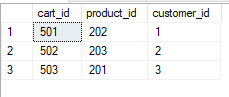 cart_id product_id customer_id
1 501 202 1
2 502 203 2
3 503 201 3